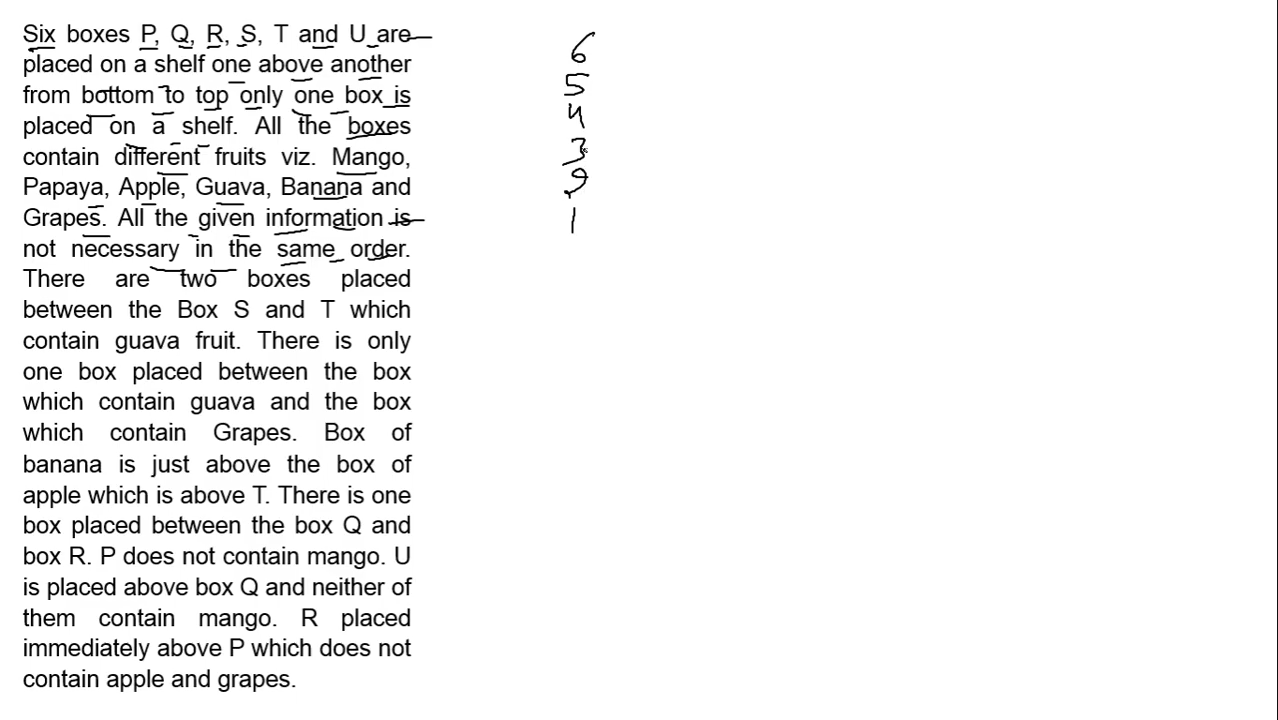 Six boxes P, Q, R, S, T and U are
placed on a shelf one above another
from bottom to top only one box is
placed on a shelf. All the boxes
contain different fruits viz. Mango,
Papaya, Apple, Guava, Banana and
Grapes. All the given information is
not necessary in the same order.
There are two boxes placed
between the Box S and T which
contain guava fruit. There is only
one box placed between the box
which contain guava and the box
which contain Grapes. Box of
banana is just above the box of
apple which is above T. There is one
box placed between the box Q and
box R. P does not contain mango. U
is placed above box Q and neither of
them contain mango. R placed
immediately above P which does not
contain apple and grapes.
6
5
4
3
2
1